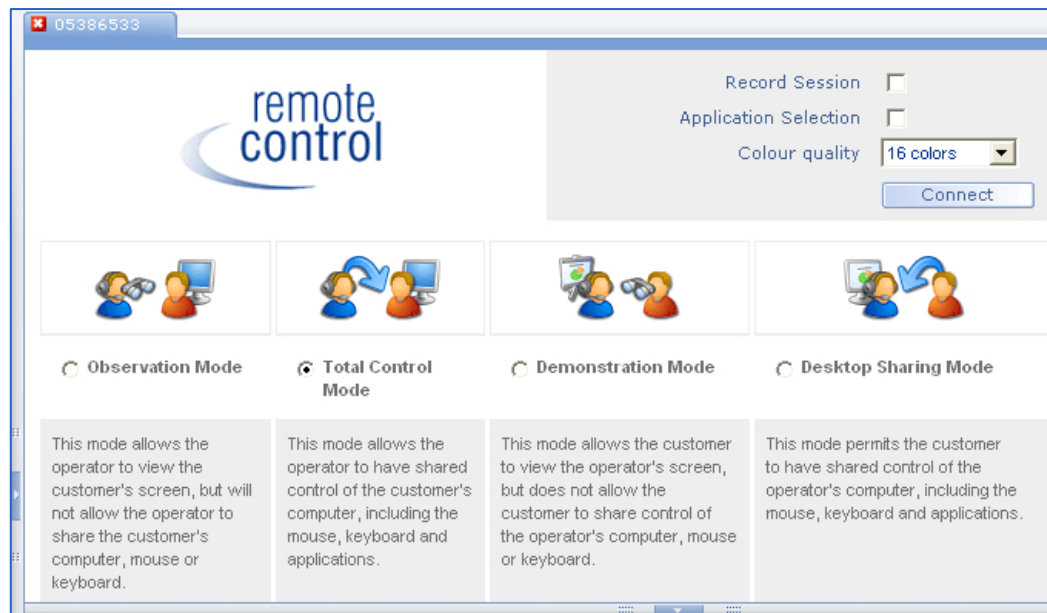 05386533
remote
control
Record Session
Application Selection
Colour quality
16 colors
Connect
Observation Mode
Total Control
Mode
Demonstration Mode
Desktop Sharing Mode
This mode allows the
operator to view the
customer's screen, but will
not allow the operator to
share the customer's
computer, mouse or
keyboard.
This mode allows the
operator to have shared
control of the customer's
computer, including the
mouse, keyboard and
applications.
This mode allows the customer
to view the operator's screen,
but does not allow the
customer to share control of
the operator's computer, mouse
or keyboard.
This mode permits the customer
to have shared control of the
operator's computer, including the
mouse, keyboard and applications.